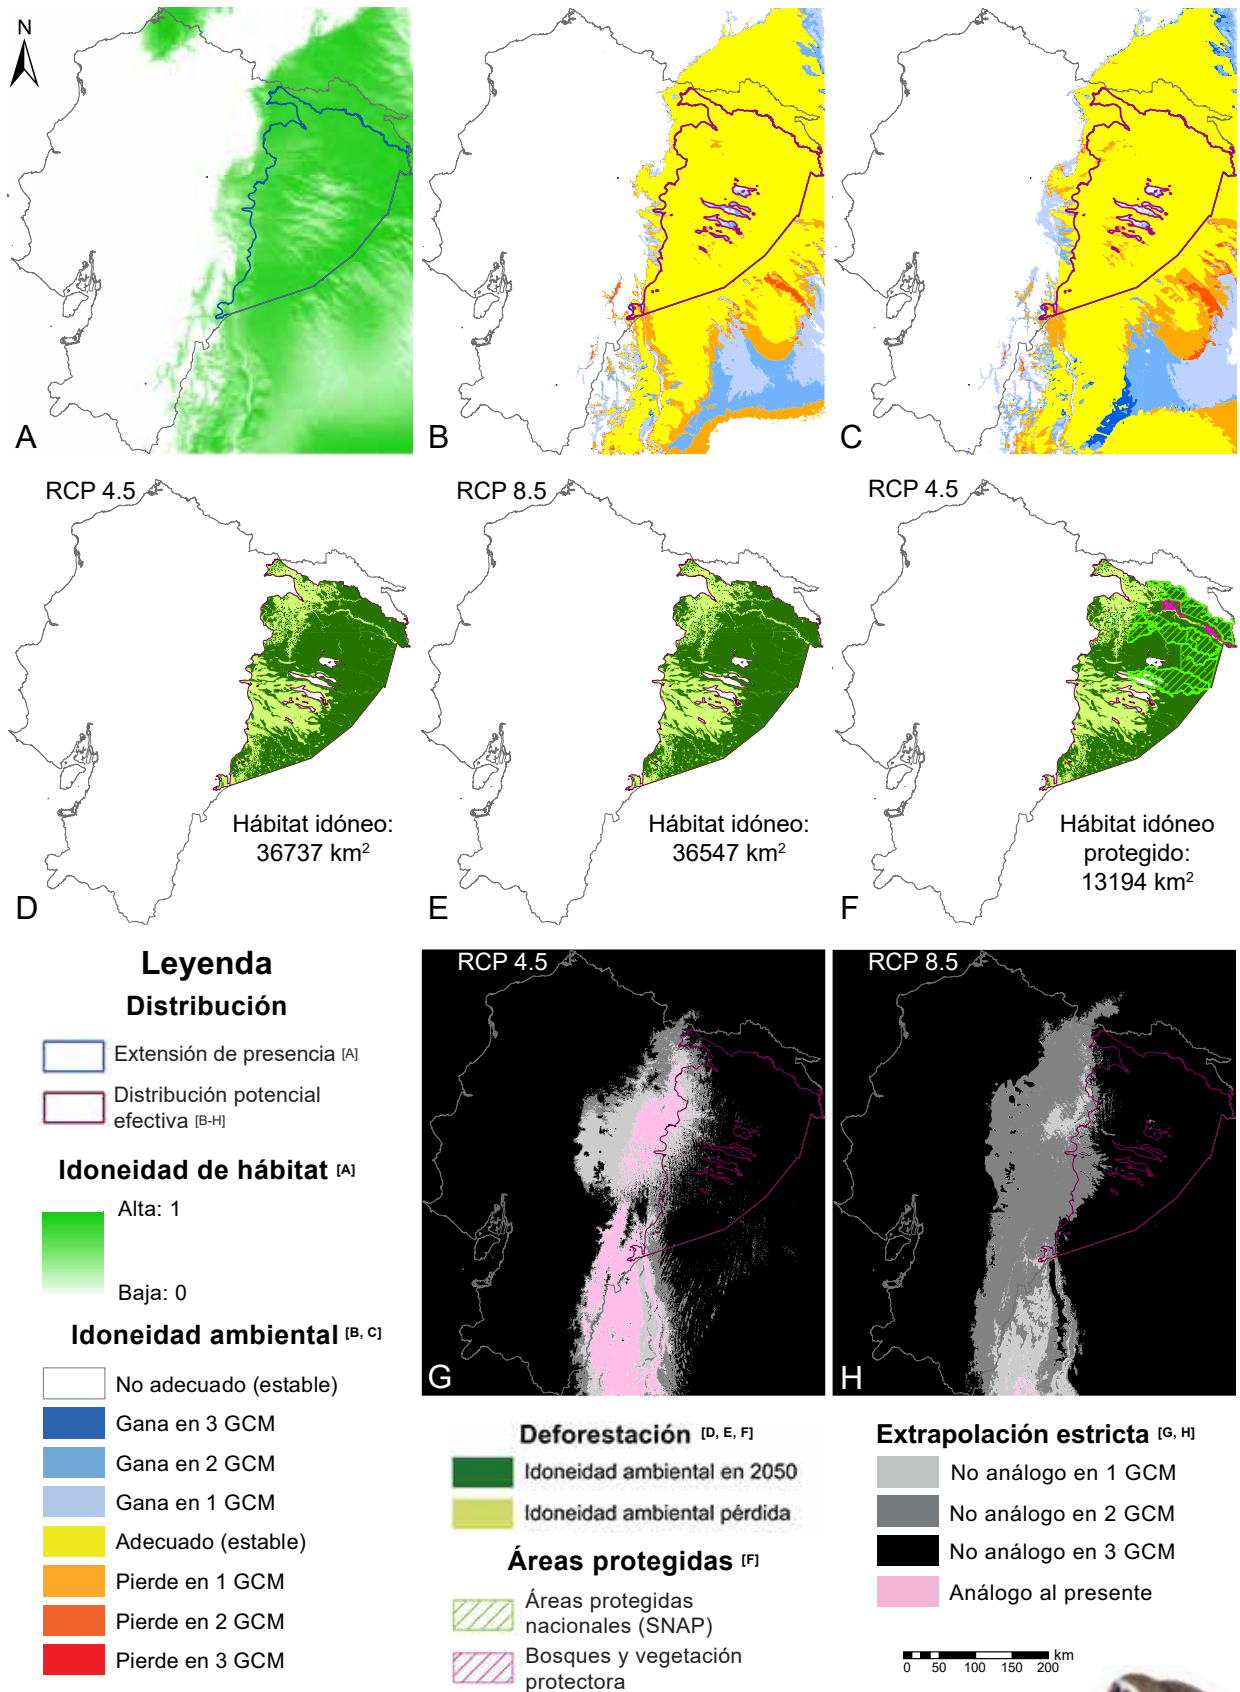 N
A
B
C
RCP 4.5
RCP 8.5
RCP 4.5
Hábitat idóneo:
36737 km²
Hábitat idóneo:
36547 km²
Hábitat idóneo
protegido:
13194 km²
D
E
F
Leyenda
Distribución
Extensión de presencia [A]
Distribución potencial
efectiva [B-H]
Idoneidad de hábitat [A]
Alta: 1
Baja: 0
Idoneidad ambiental [B, C]
No adecuado (estable)
Gana en 3 GCM
Gana en 2 GCM
Gana en 1 GCM
Adecuado (estable)
Pierde en 1 GCM
Pierde en 2 GCM
Pierde en 3 GCM
RCP 4.5
RCP 8.5
G
H
Deforestación [D, E, F]
Idoneidad ambiental en 2050
Idoneidad ambiental pérdida
Áreas protegidas [F]
Áreas protegidas
nacionales (SNAP)
Bosques y vegetación
protectora
Extrapolación estricta [G, H]
No análogo en 1 GCM
No análogo en 2 GCM
No análogo en 3 GCM
Análogo al presente
km
0 50 100 150 200